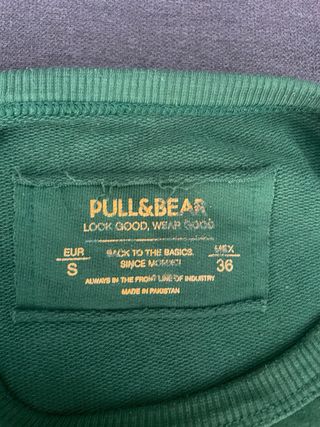 PULL&BEAR
LOOK GOOD, WEAR GOOD
EUR
S
BACK TO THE BASICS.
SINCE
MEX
36
ALWAYS IN THE FRONT LINE OF INDUSTRY
MADE IN PAKISTAN